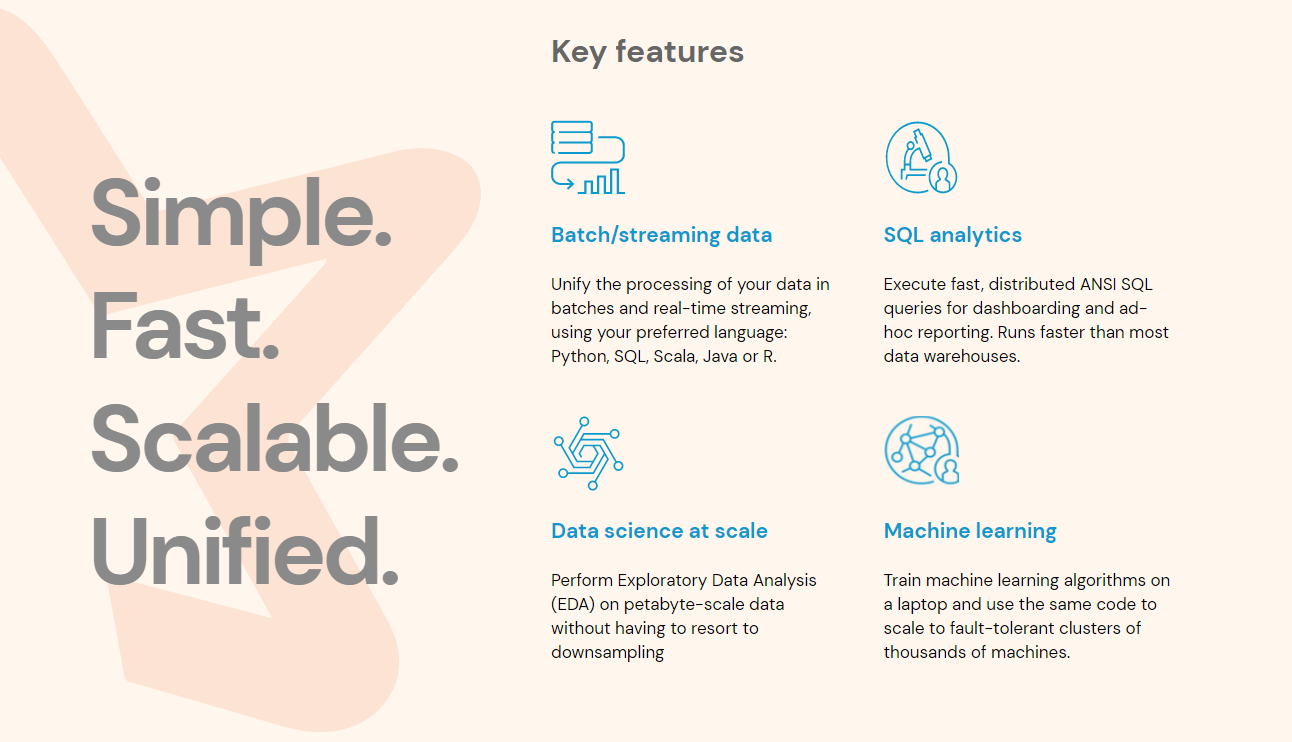 Simple.
Fast.
Scalable.
Unified.
Key features
Batch/streaming data
Unify the processing of your data in
batches and real-time streaming,
using your preferred language:
Python, SQL, Scala, Java or R.
SQL analytics
Execute fast, distributed ANSI SQL
queries for dashboarding and ad-
hoc reporting. Runs faster than most
data warehouses.
Data science at scale
Perform Exploratory Data Analysis
(EDA) on petabyte-scale data
without having to resort to
downsampling
Machine learning
Train machine learning algorithms on
a laptop and use the same code to
scale to fault-tolerant clusters of
thousands of machines.